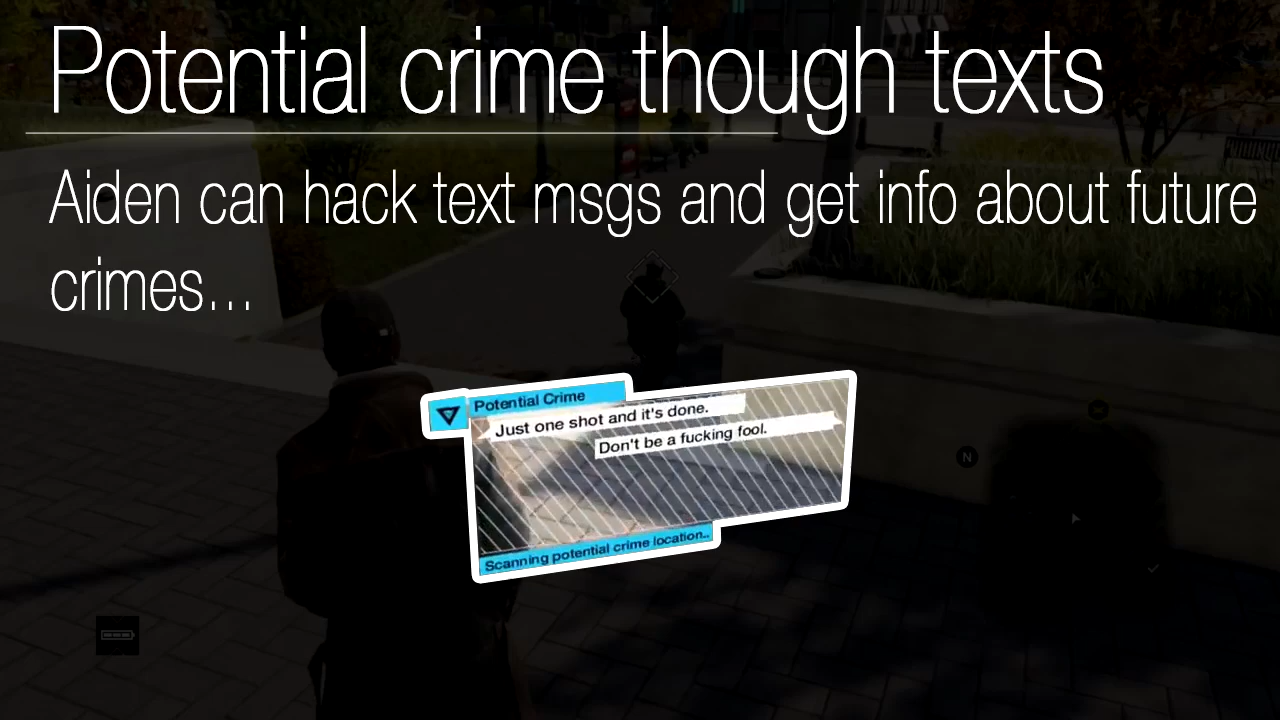 Potential crime though texts
Aiden can hack text msgs and get info about future
crimes...
Potential Crime
Just one shot and it's done.
Don't be a fucking fool.
Scanning potential crime location..
N